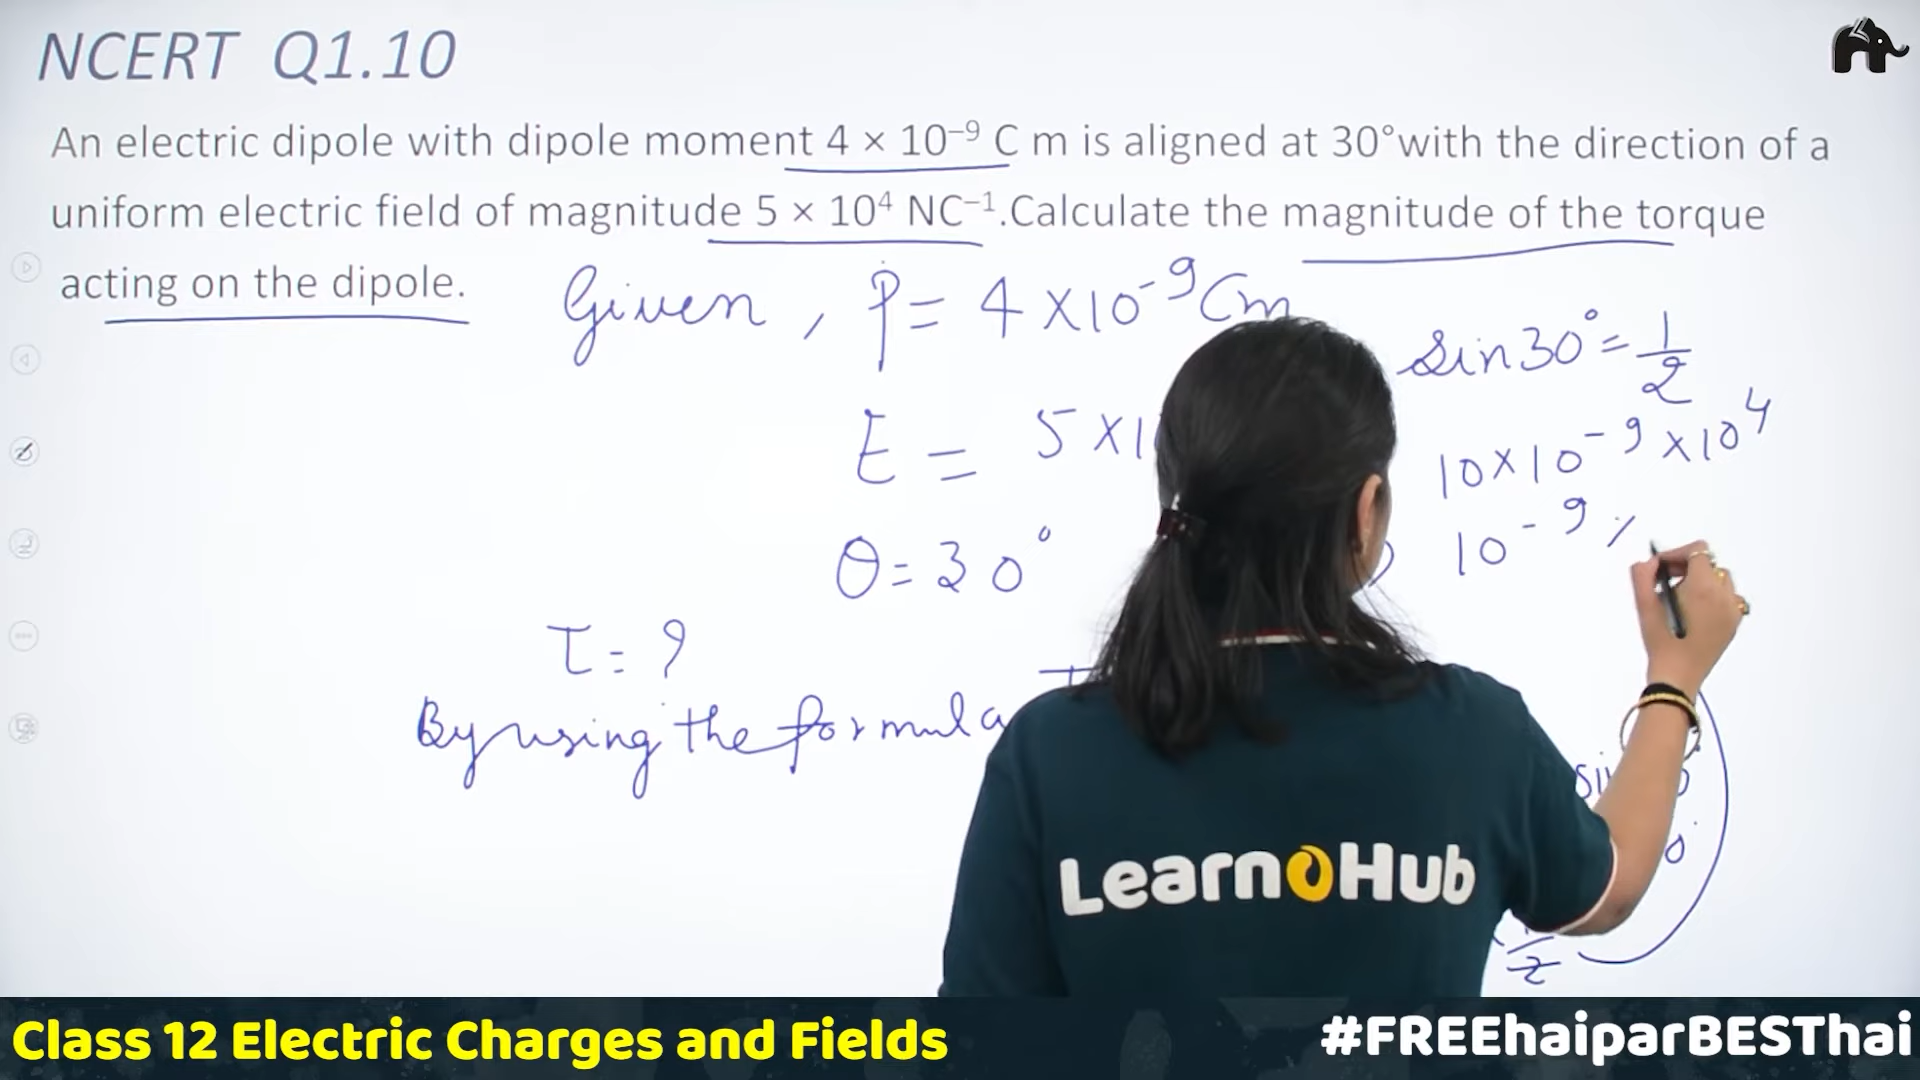 NCERT Q1.10
An electric dipole with dipole moment 4 × 10⁻⁹ C m is aligned at 30°with the direction of a
uniform electric field of magnitude 5 × 10⁴ NC⁻¹.Calculate the magnitude of the torque
acting on the dipole.
Given, p = 4 × 10⁻⁹ Cm
E = 5 × 1
θ = 30°
τ = ?
By using the formula
sin 30° = 1/2
10 × 10⁻⁹ × 10⁴
10⁻⁹
LearnoHub
Class 12 Electric Charges and Fields
#FREEhaiparBESThai